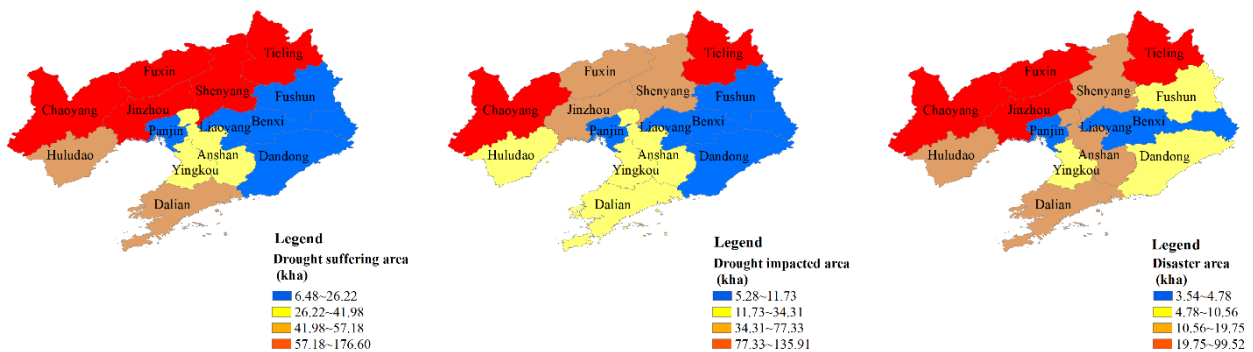 Tieling
Fuxin
Shenyang
Fushun
Chaoyang
Jinzhou
Panjin
Liaoyang
Benxi
Huludao
Anshan
Dandong
Yingkou
Dalian
Legend
Drought suffering area
(kha)
6.48~26.22
26.22~41.98
41.98~57.18
57.18~176.60
Tieling
Fuxin
Shenyang
Fushun
Chaoyang
Jinzhou
Panjin
Liaoyang
Benxi
Huludao
Anshan
Dandong
Yingkou
Dalian
Legend
Drought impacted area
(kha)
5.28~11.73
11.73~34.31
34.31~77.33
77.33~135.91
Tieling
Fuxin
Shenyang
Fushun
Chaoyang
Jinzhou
Panjin
Liaoyang
Benxi
Huludao
Anshan
Dandong
Yingkou
Dalian
Legend
Disaster area
(kha)
3.54~4.78
4.78~10.56
10.56~19.75
19.75~99.52